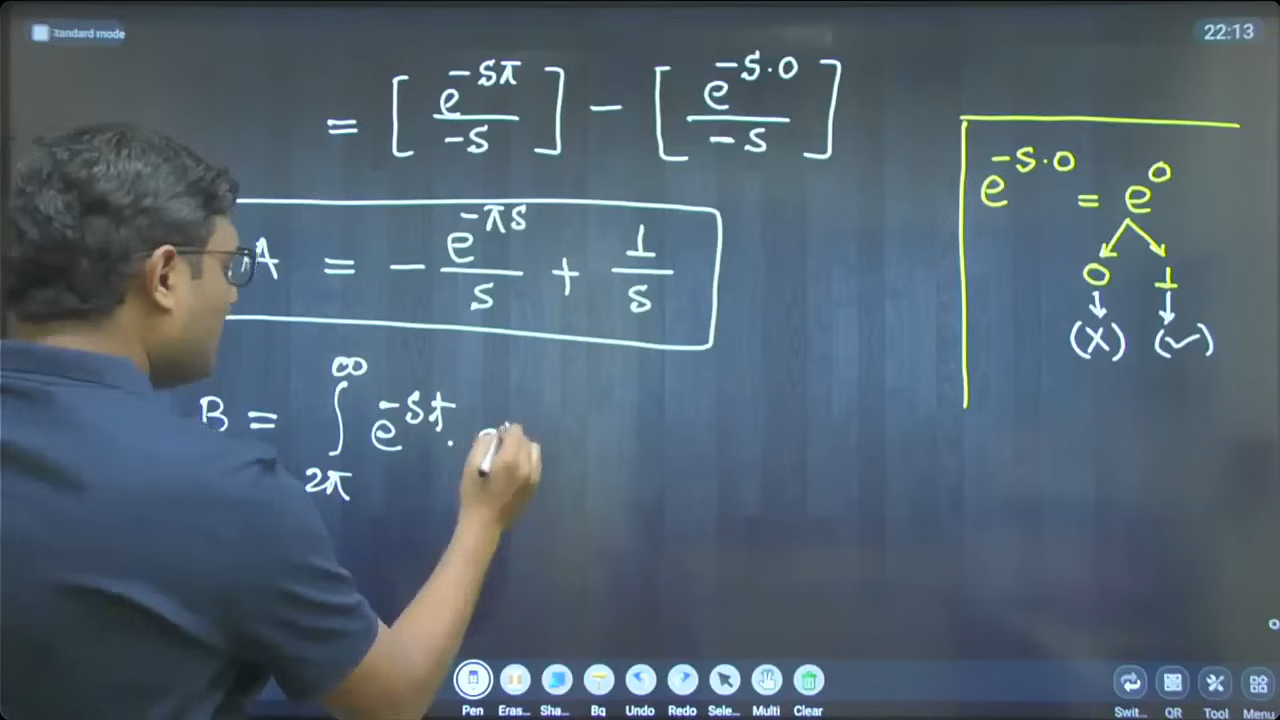 Standard mode
22:13
= [e^{-sπ}/-s] - [e^{-s·0}/-s]
A = -e^{-πs}/s + 1/s
B = ∫_{2π}^{∞} e^{-st}.
e^{-s·0} = e^0
0 1
(X) (✓)
Pen Eras... Sha... Bg Undo Redo Sele... Multi Clear
Swit... QR Tool Menu